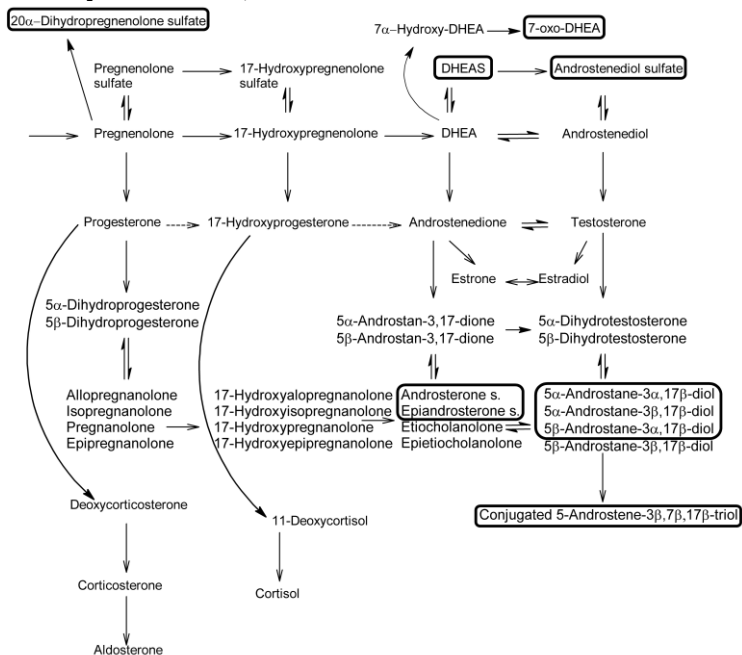 20α-Dihydropregnenolone sulfate
7α-Hydroxy-DHEA
7-oxo-DHEA
Pregnenolone
sulfate
17-Hydroxypregnenolone
sulfate
DHEAS
Androstenediol sulfate
Pregnenolone
17-Hydroxypregnenolone
DHEA
Androstenediol
Progesterone
17-Hydroxyprogesterone
Androstenedione
Testosterone
Estrone
Estradiol
5α-Dihydroprogesterone
5β-Dihydroprogesterone
5α-Androstan-3,17-dione
5β-Androstan-3,17-dione
5α-Dihydrotestosterone
5β-Dihydrotestosterone
Allopregnanolone
Isopregnanolone
Pregnanolone
Epipregnanolone
17-Hydroxyalopregnanolone
17-Hydroxyisopregnanolone
17-Hydroxypregnanolone
17-Hydroxyepipregnanolone
Androsterone s.
Epiandrosterone s.
Etiocholanolone
Epietiocholanolone
5α-Androstane-3α,17β-diol
5α-Androstane-3β,17β-diol
5β-Androstane-3α,17β-diol
5β-Androstane-3β,17β-diol
Deoxycorticosterone
11-Deoxycortisol
Conjugated 5-Androstene-3β,7β,17β-triol
Corticosterone
Cortisol
Aldosterone